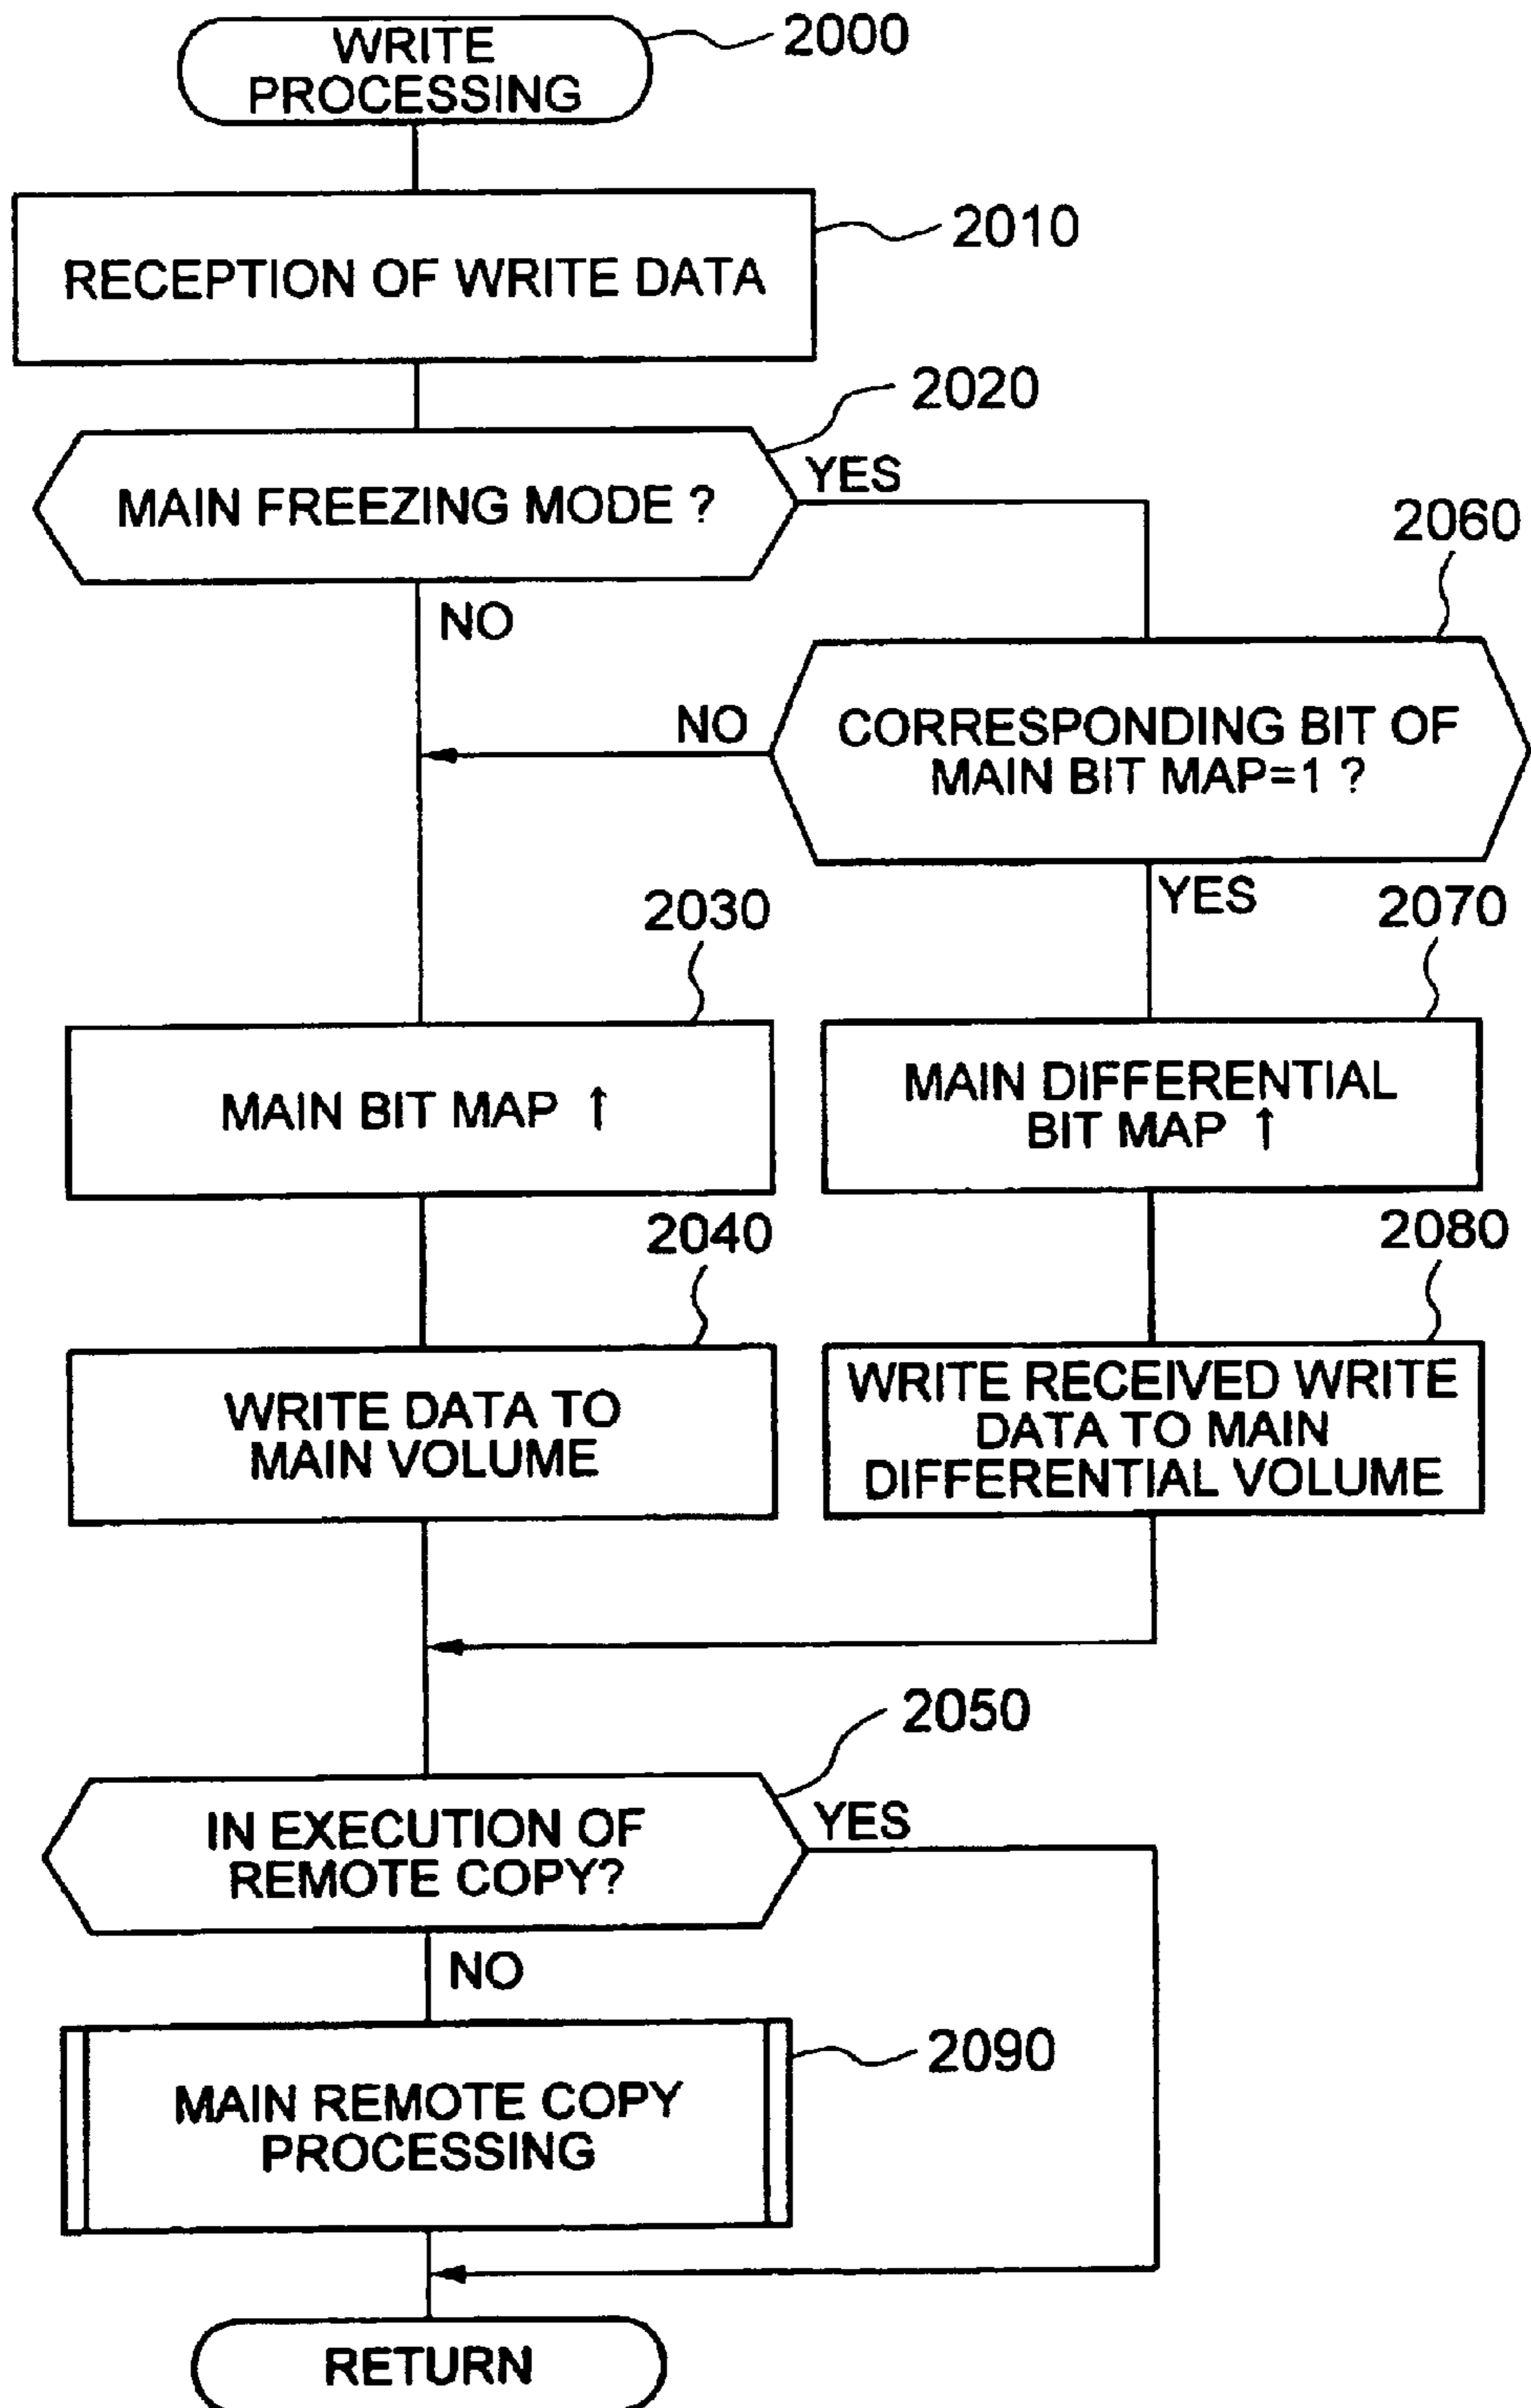 WRITE
PROCESSING
2000
RECEPTION OF WRITE DATA
2010
2020
MAIN FREEZING MODE ?
YES
NO
2060
CORRESPONDING BIT OF
MAIN BIT MAP=1 ?
NO
YES
2030
2070
MAIN BIT MAP ↑
MAIN DIFFERENTIAL
BIT MAP ↑
2040
2080
WRITE DATA TO
MAIN VOLUME
WRITE RECEIVED WRITE
DATA TO MAIN
DIFFERENTIAL VOLUME
2050
IN EXECUTION OF
REMOTE COPY?
YES
NO
2090
MAIN REMOTE COPY
PROCESSING
RETURN